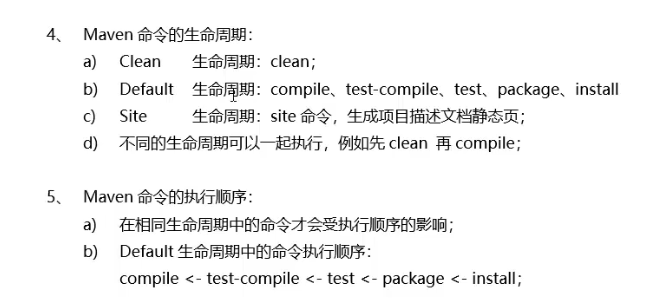 4、 Maven 命令的生命周期：
a) Clean 生命周期：clean；
b) Default 生命周期：compile、test-compile、test、package、install
c) Site 生命周期：site 命令，生成项目描述文档静态页；
d) 不同的生命周期可以一起执行，例如先 clean 再 compile；
5、 Maven 命令的执行顺序：
a) 在相同生命周期中的命令才会受执行顺序的影响；
b) Default 生命周期中的命令执行顺序：
compile <- test-compile <- test <- package <- install；